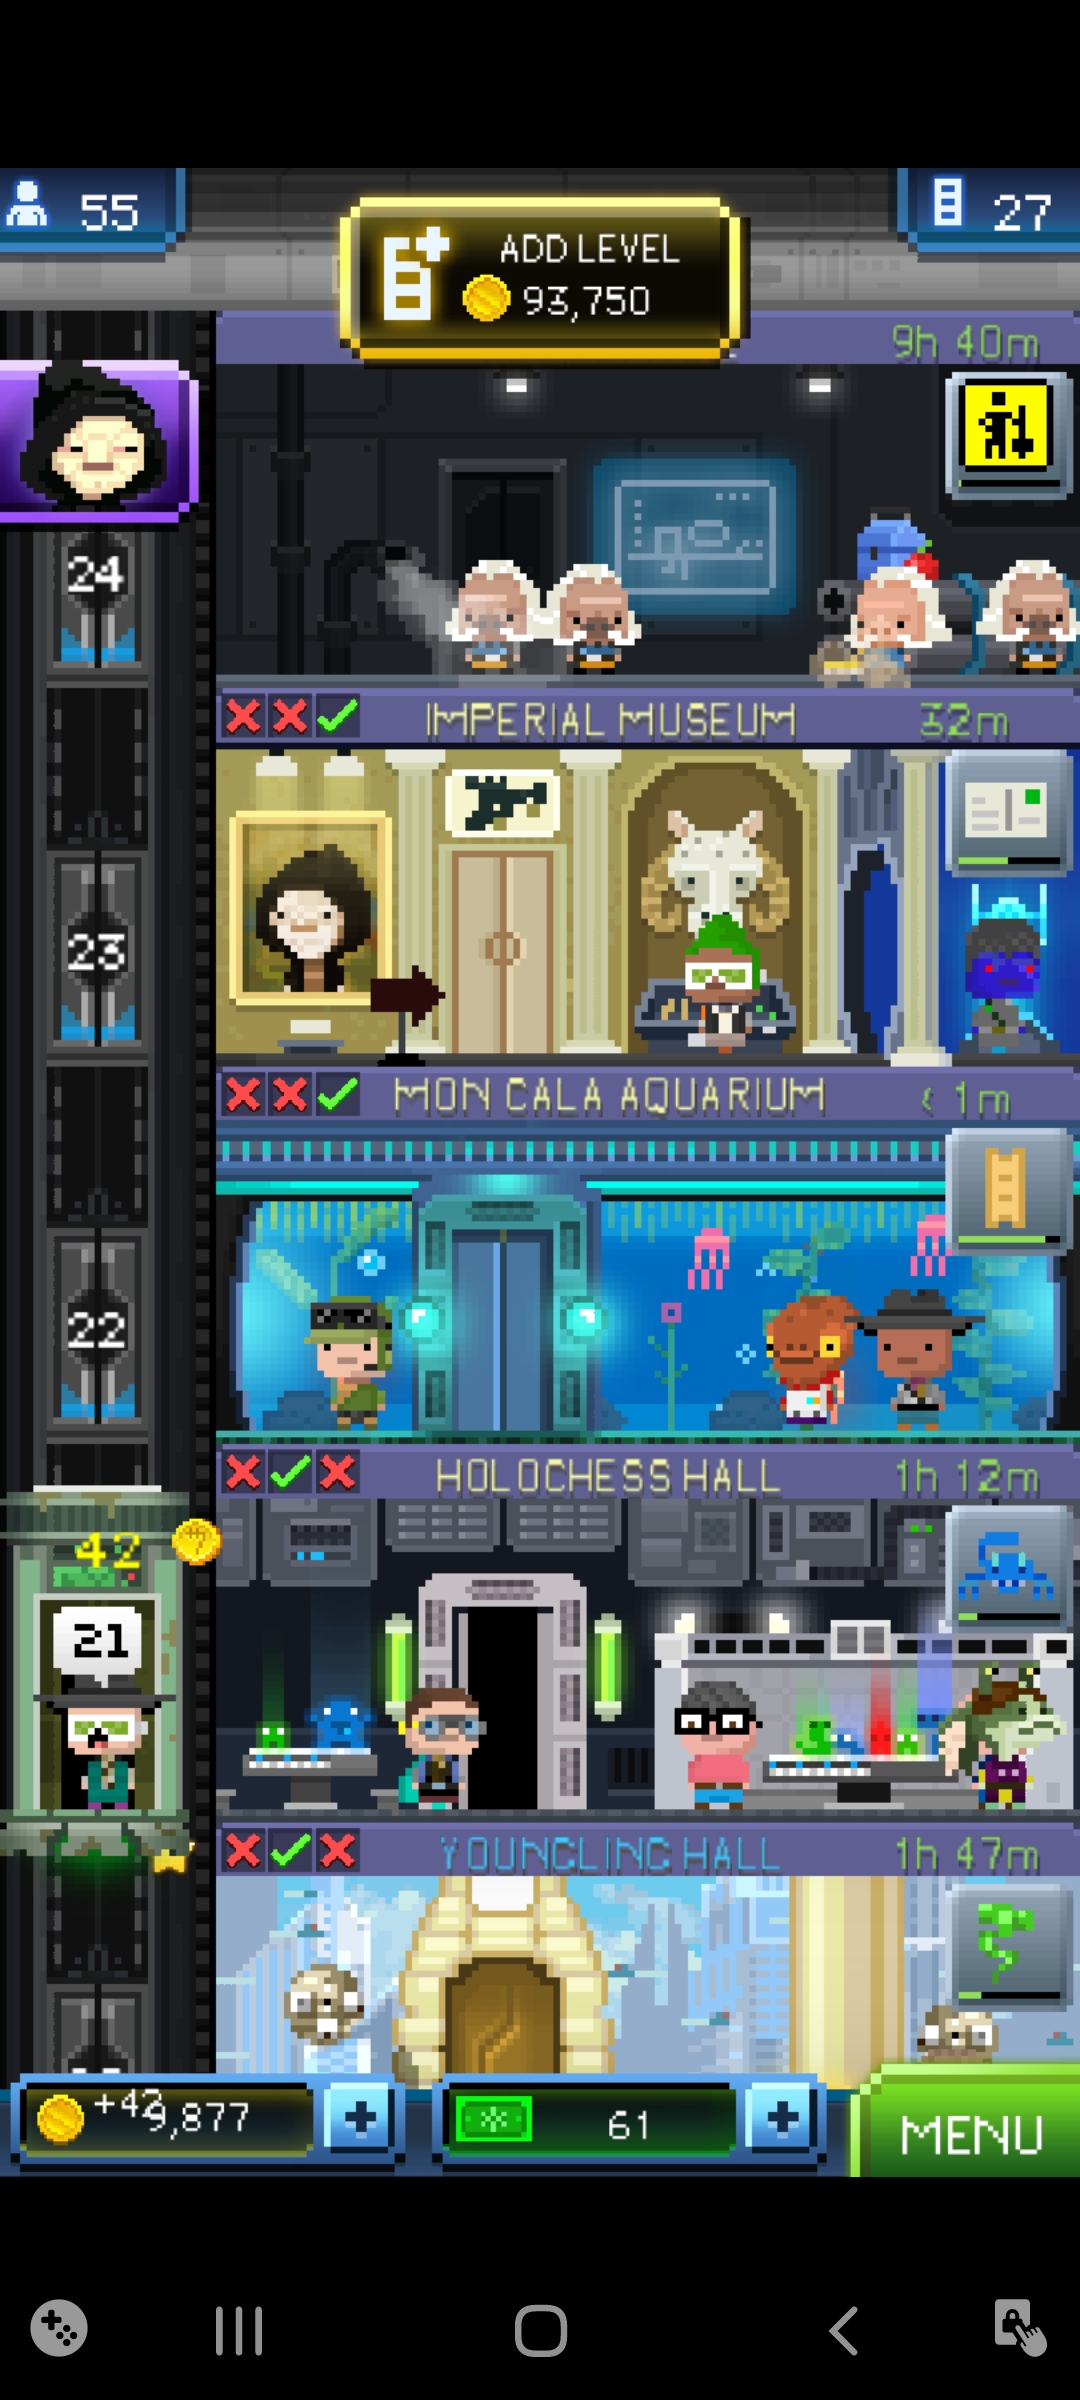 55
ADD LEVEL
93,750
27
9h 40m
24
IMPERIAL MUSEUM
32m
23
MON CALA AQUARIUM
< 1m
22
HOLOCHESS HALL
1h 12m
42
21
YOUNGLING HALL
1h 47m
+42
9,877
61
MENU